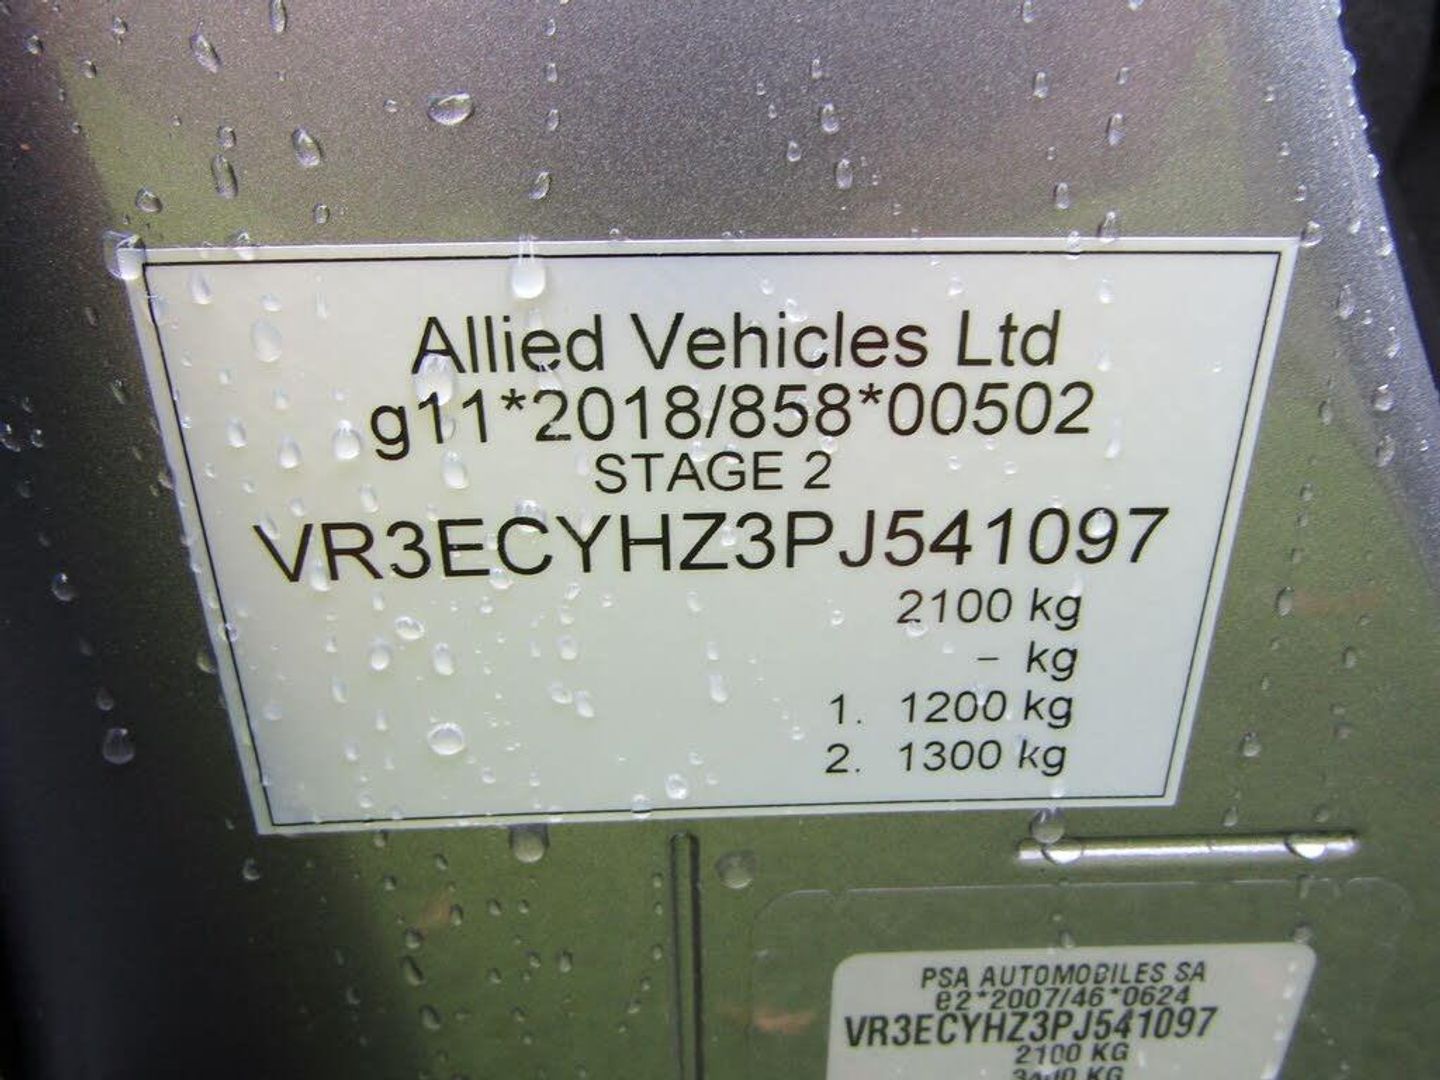 Allied Vehicles Ltd
g11*2018/858*00502
STAGE 2
VR3ECYHZ3PJ541097
2100 kg
- kg
1. 1200 kg
2. 1300 kg
PSA AUTOMOBILES SA
e2*2007/46*0624
VR3ECYHZ3PJ541097
2100 KG
KG